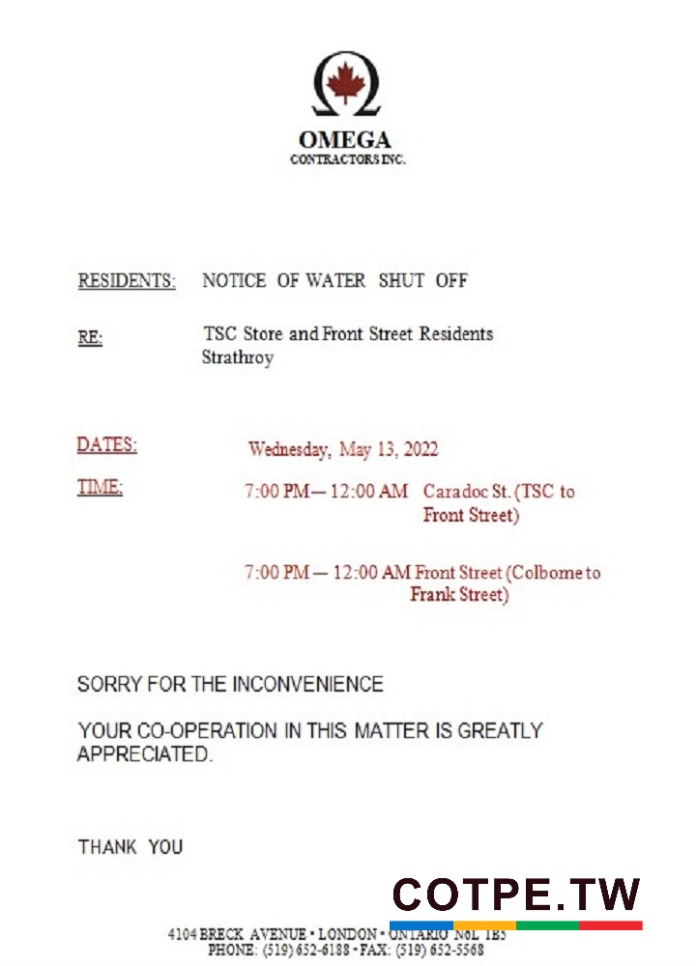 OMEGA
CONTRACTORS INC.
RESIDENTS: NOTICE OF WATER SHUT OFF
RE: TSC Store and Front Street Residents
Strathroy
DATES: Wednesday, May 13, 2022
TIME: 7:00 PM— 12:00 AM Caradoc St. (TSC to
Front Street)
7:00 PM — 12:00 AM Front Street (Colbome to
Frank Street)
SORRY FOR THE INCONVENIENCE
YOUR CO-OPERATION IN THIS MATTER IS GREATLY
APPRECIATED.
THANK YOU
COTPE.TW
4104 BRECK AVENUE • LONDON • ONTARIO N6L 1B5
PHONE: (519) 652-6188 • FAX: (519) 652-5568